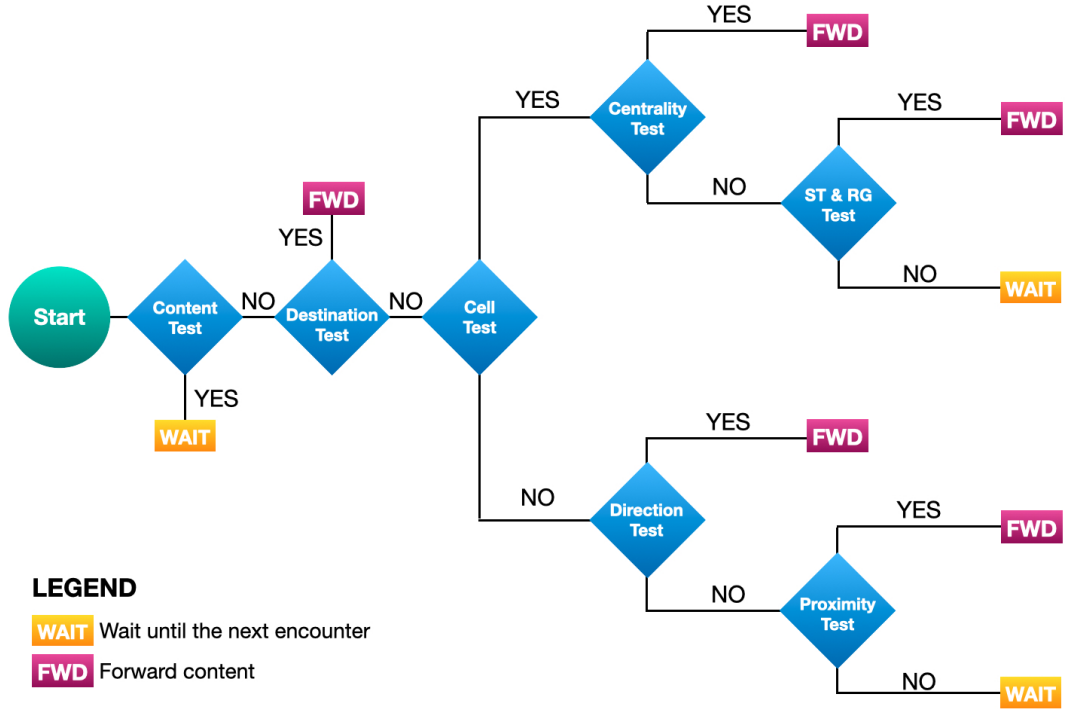 YES
FWD
YES
Centrality
Test
YES
FWD
NO
ST & RG
Test
FWD
YES
NO
WAIT
Start
Content
Test
NO
Destination
Test
NO
Cell
Test
YES
WAIT
YES
FWD
NO
Direction
Test
YES
FWD
NO
Proximity
Test
NO
WAIT
LEGEND
WAIT Wait until the next encounter
FWD Forward content